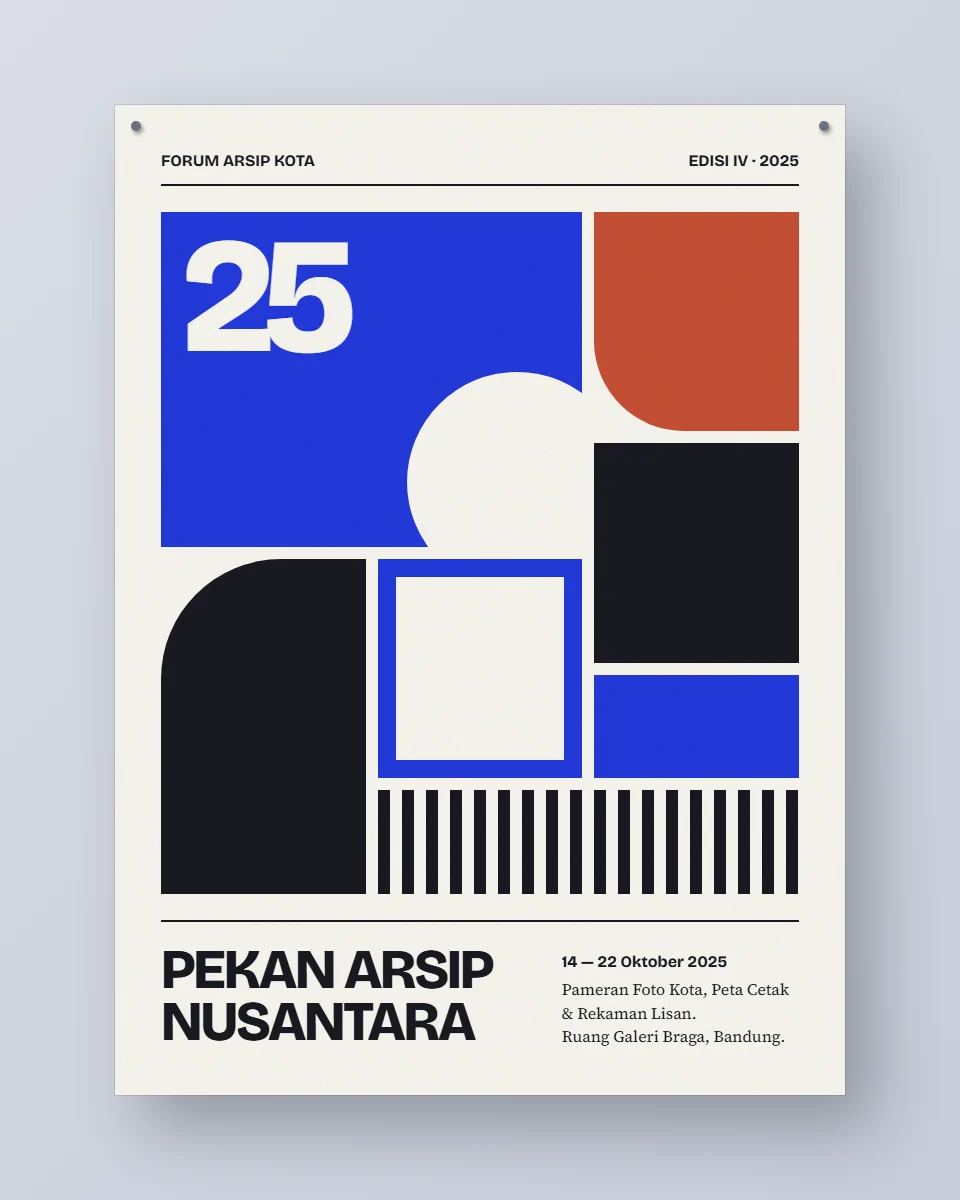 FORUM ARSIP KOTA
EDISI IV · 2025
25
PEKAN ARSIP
NUSANTARA
14 — 22 Oktober 2025
Pameran Foto Kota, Peta Cetak
& Rekaman Lisan.
Ruang Galeri Braga, Bandung.